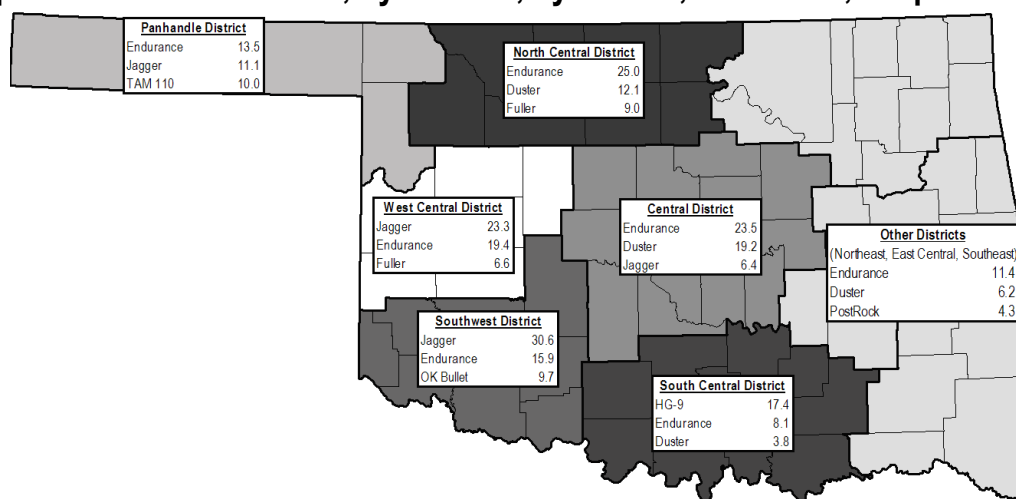 Panhandle District
Endurance 13.5
Jagger 11.1
TAM 110 10.0
North Central District
Endurance 25.0
Duster 12.1
Fuller 9.0
West Central District
Jagger 23.3
Endurance 19.4
Fuller 6.6
Central District
Endurance 23.5
Duster 19.2
Jagger 6.4
Other Districts
(Northeast, East Central, Southeast)
Endurance 11.4
Duster 6.2
PostRock 4.3
Southwest District
Jagger 30.6
Endurance 15.9
OK Bullet 9.7
South Central District
HG-9 17.4
Endurance 8.1
Duster 3.8